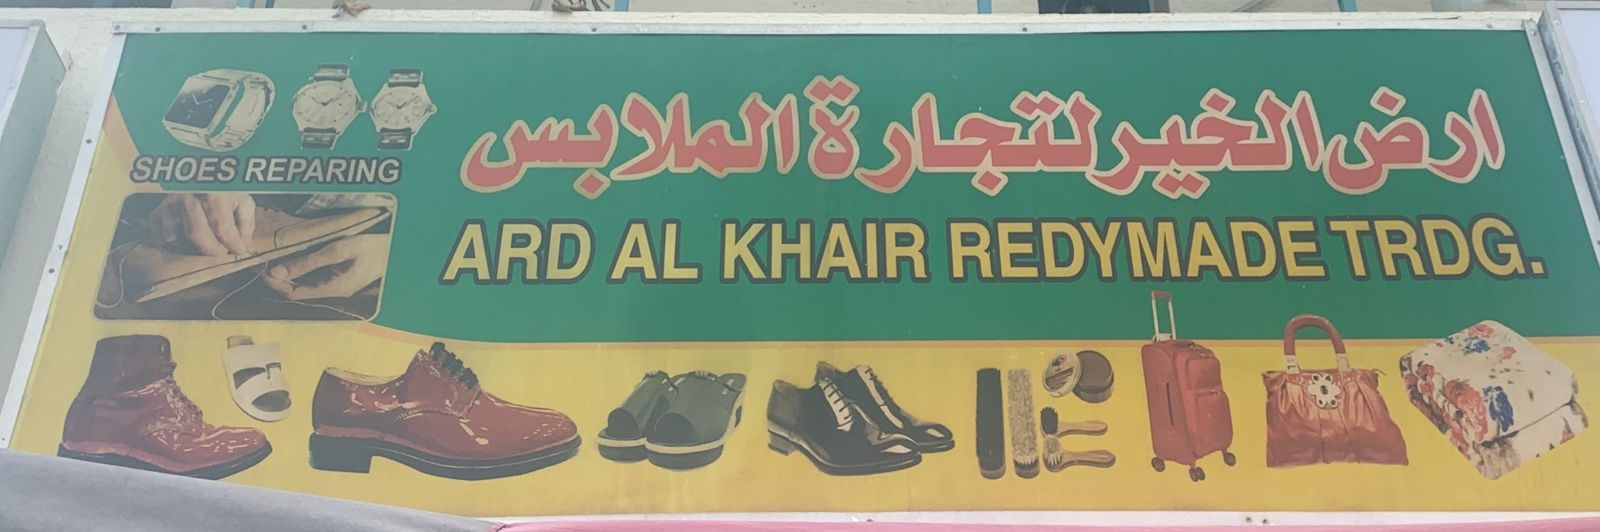 ارض الخير لتجارة الملابس
ARD AL KHAIR REDYMADE TRDG.
SHOES REPARING